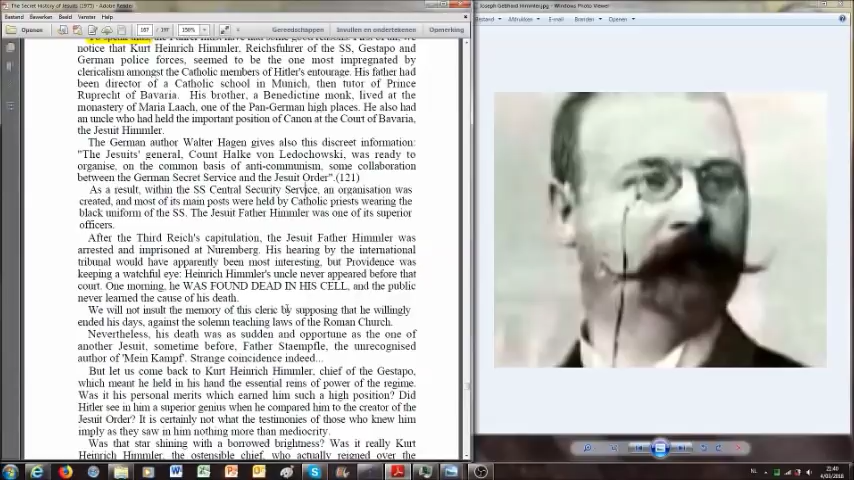 The Secret History of Jesuits (1975) - Adobe Reader
Bestand Bewerken Beeld Venster Help
Openen
187 / 197
150%
Gereedschappen
Invullen en ondertekenen
Opmerking
notice that Kurt Heinrich Himmler, Reichsfuhrer of the SS, Gestapo and
German police forces, seemed to be the one most impregnated by
clericalism amongst the Catholic members of Hitler's entourage. His father had
been director of a Catholic school in Munich, then tutor of Prince
Ruprecht of Bavaria. His brother, a Benedictine monk, lived at the
monastery of Maria Laach, one of the Pan-German high places. He also had
an uncle who had held the important position of Canon at the Court of Bavaria,
the Jesuit Himmler.
The German author Walter Hagen gives also this discreet information:
"The Jesuits' general, Count Halke von Ledochowski, was ready to
organise, on the common basis of anti-communism, some collaboration
between the German Secret Service and the Jesuit Order".(121)
As a result, within the SS Central Security Service, an organisation was
created, and most of its main posts were held by Catholic priests wearing the
black uniform of the SS. The Jesuit Father Himmler was one of its superior
officers.
After the Third Reich's capitulation, the Jesuit Father Himmler was
arrested and imprisoned at Nuremberg. His hearing by the international
tribunal would have apparently been most interesting, but Providence was
keeping a watchful eye: Heinrich Himmler's uncle never appeared before that
court. One morning, he WAS FOUND DEAD IN HIS CELL, and the public
never learned the cause of his death.
We will not insult the memory of this cleric by supposing that he willingly
ended his days, against the solemn teaching laws of the Roman Church.
Nevertheless, his death was as sudden and opportune as the one of
another Jesuit, sometime before, Father Staempfle, the unrecognised
author of 'Mein Kampf'. Strange coincidence indeed...
But let us come back to Kurt Heinrich Himmler, chief of the Gestapo,
which meant he held in his hand the essential reins of power of the regime.
Was it his personal merits which earned him such a high position? Did
Hitler see in him a superior genius when he compared him to the creator of the
Jesuit Order? It is certainly not what the testimonies of those who knew him
imply as they saw in him nothing more than mediocrity.
Was that star shining with a borrowed brightness? Was it really Kurt
Heinrich Himmler, the ostensible chief, who actually reigned over the
Bestand Afdrukken E-mail Branden Openen
NL
21:40
4/03/2018